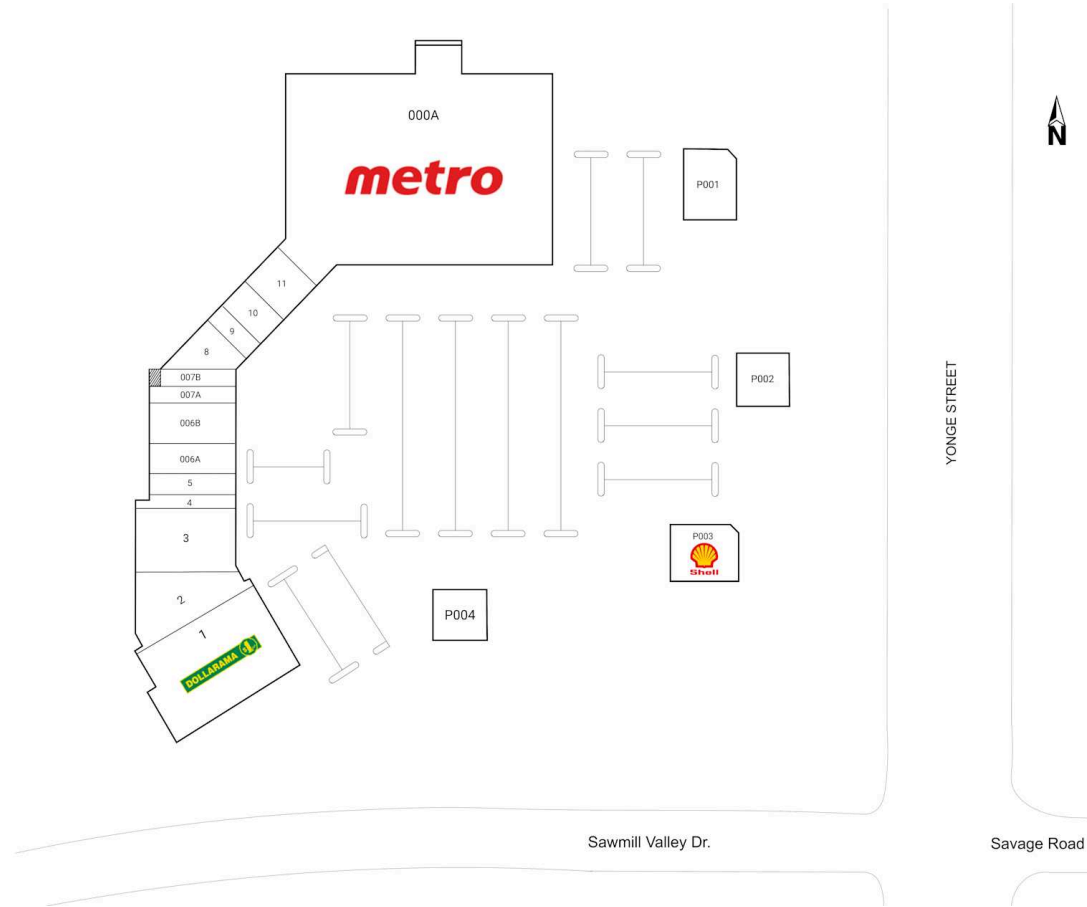 000A
metro
P001
N
11
10
9
8
007B
007A
006B
006A
5
4
3
2
1
DOLLARAMA
P002
YONGE STREET
P003
Shell
P004
Sawmill Valley Dr.
Savage Road